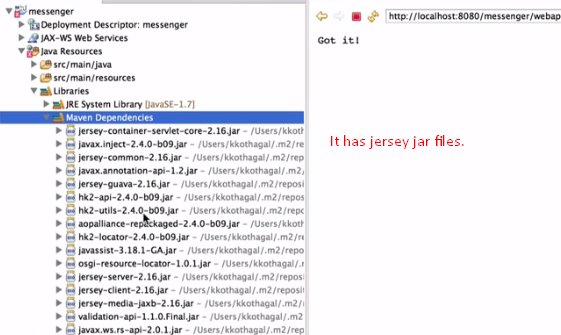 messenger
Deployment Descriptor: messenger
JAX-WS Web Services
Java Resources
src/main/java
src/main/resources
Libraries
JRE System Library [JavaSE-1.7]
Maven Dependencies
jersey-container-servlet-core-2.16.jar - /Users/kko
javax.inject-2.4.0-b09.jar - /Users/kkothagal/.m2
jersey-common-2.16.jar - /Users/kkothagal/.m2/repo
javax.annotation-api-1.2.jar - /Users/kkothagal/.m
jersey-guava-2.16.jar - /Users/kkothagal/.m2/reposi
hk2-api-2.4.0-b09.jar - /Users/kkothagal/.m2/repo
hk2-utils-2.4.0-b09.jar - /Users/kkothagal/.m2/rep
aopalliance-repackaged-2.4.0-b09.jar - /Users/kko
hk2-locator-2.4.0-b09.jar - /Users/kkothagal/.m2/
javassist-3.18.1-GA.jar - /Users/kkothagal/.m2/rep
osgi-resource-locator-1.0.1.jar - /Users/kkothagal
jersey-server-2.16.jar - /Users/kkothagal/.m2/repos
jersey-client-2.16.jar - /Users/kkothagal/.m2/reposi
jersey-media-jaxb-2.16.jar - /Users/kkothagal/.m2/
validation-api-1.1.0.Final.jar - /Users/kkothagal/.m
javax.ws.rs-api-2.0.1.jar - /Users/kkothagal/.m2/re
http://localhost:8080/messenger/webap
Got it!
It has jersey jar files.